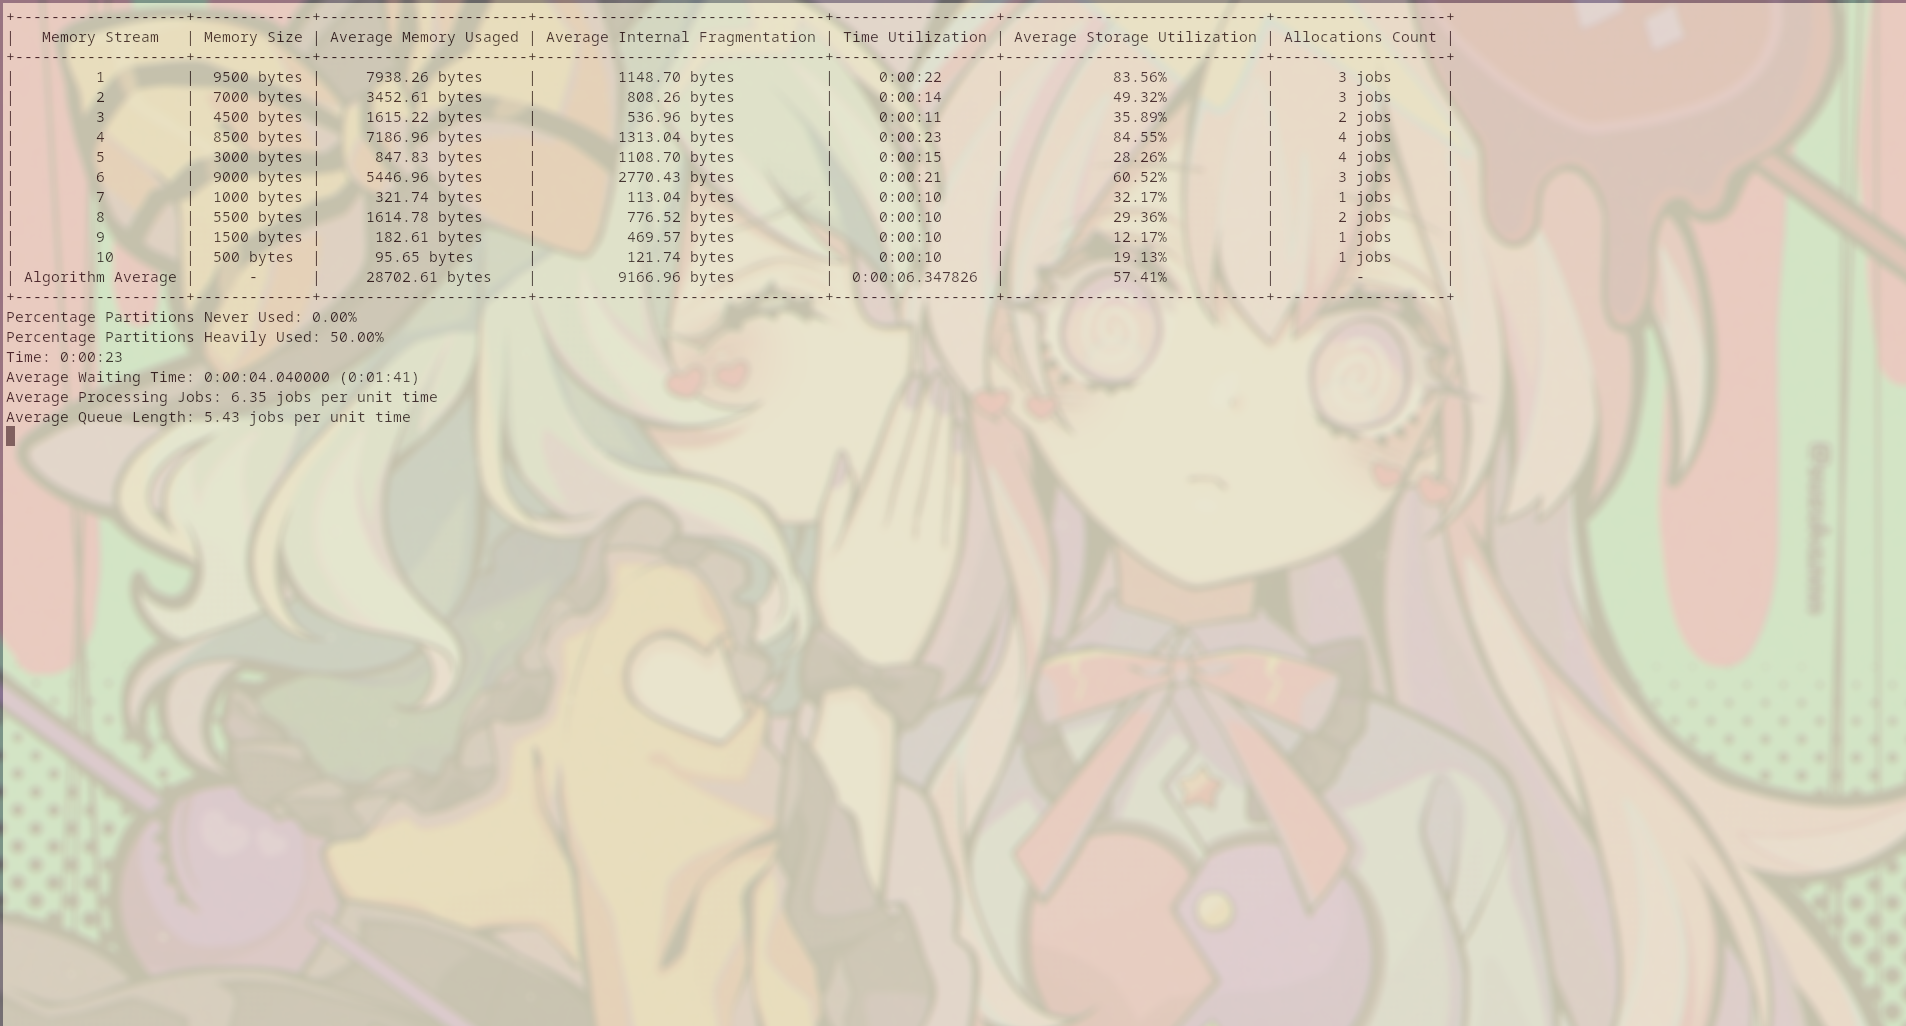 +-------------------+-------------+-----------------------+--------------------------------+-----------------+-----------------------------+-------------------+
|   Memory Stream   | Memory Size | Average Memory Usaged | Average Internal Fragmentation | Time Utilization | Average Storage Utilization | Allocations Count |
+-------------------+-------------+-----------------------+--------------------------------+-----------------+-----------------------------+-------------------+
|         1         |  9500 bytes |     7938.26 bytes     |         1148.70 bytes          |     0:00:22      |            83.56%           |       3 jobs      |
|         2         |  7000 bytes |     3452.61 bytes     |          808.26 bytes          |     0:00:14      |            49.32%           |       3 jobs      |
|         3         |  4500 bytes |     1615.22 bytes     |          536.96 bytes          |     0:00:11      |            35.89%           |       2 jobs      |
|         4         |  8500 bytes |     7186.96 bytes     |         1313.04 bytes          |     0:00:23      |            84.55%           |       4 jobs      |
|         5         |  3000 bytes |      847.83 bytes     |         1108.70 bytes          |     0:00:15      |            28.26%           |       4 jobs      |
|         6         |  9000 bytes |     5446.96 bytes     |         2770.43 bytes          |     0:00:21      |            60.52%           |       3 jobs      |
|         7         |  1000 bytes |      321.74 bytes     |          113.04 bytes          |     0:00:10      |            32.17%           |       1 jobs      |
|         8         |  5500 bytes |     1614.78 bytes     |          776.52 bytes          |     0:00:10      |            29.36%           |       2 jobs      |
|         9         |  1500 bytes |      182.61 bytes     |          469.57 bytes          |     0:00:10      |            12.17%           |       1 jobs      |
|         10        |  500 bytes  |      95.65 bytes      |          121.74 bytes          |     0:00:10      |            19.13%           |       1 jobs      |
| Algorithm Average |      -      |     28702.61 bytes    |         9166.96 bytes          |  0:00:06.347826  |            57.41%           |         -         |
+-------------------+-------------+-----------------------+--------------------------------+-----------------+-----------------------------+-------------------+
Percentage Partitions Never Used: 0.00%
Percentage Partitions Heavily Used: 50.00%
Time: 0:00:23
Average Waiting Time: 0:00:04.040000 (0:01:41)
Average Processing Jobs: 6.35 jobs per unit time
Average Queue Length: 5.43 jobs per unit time